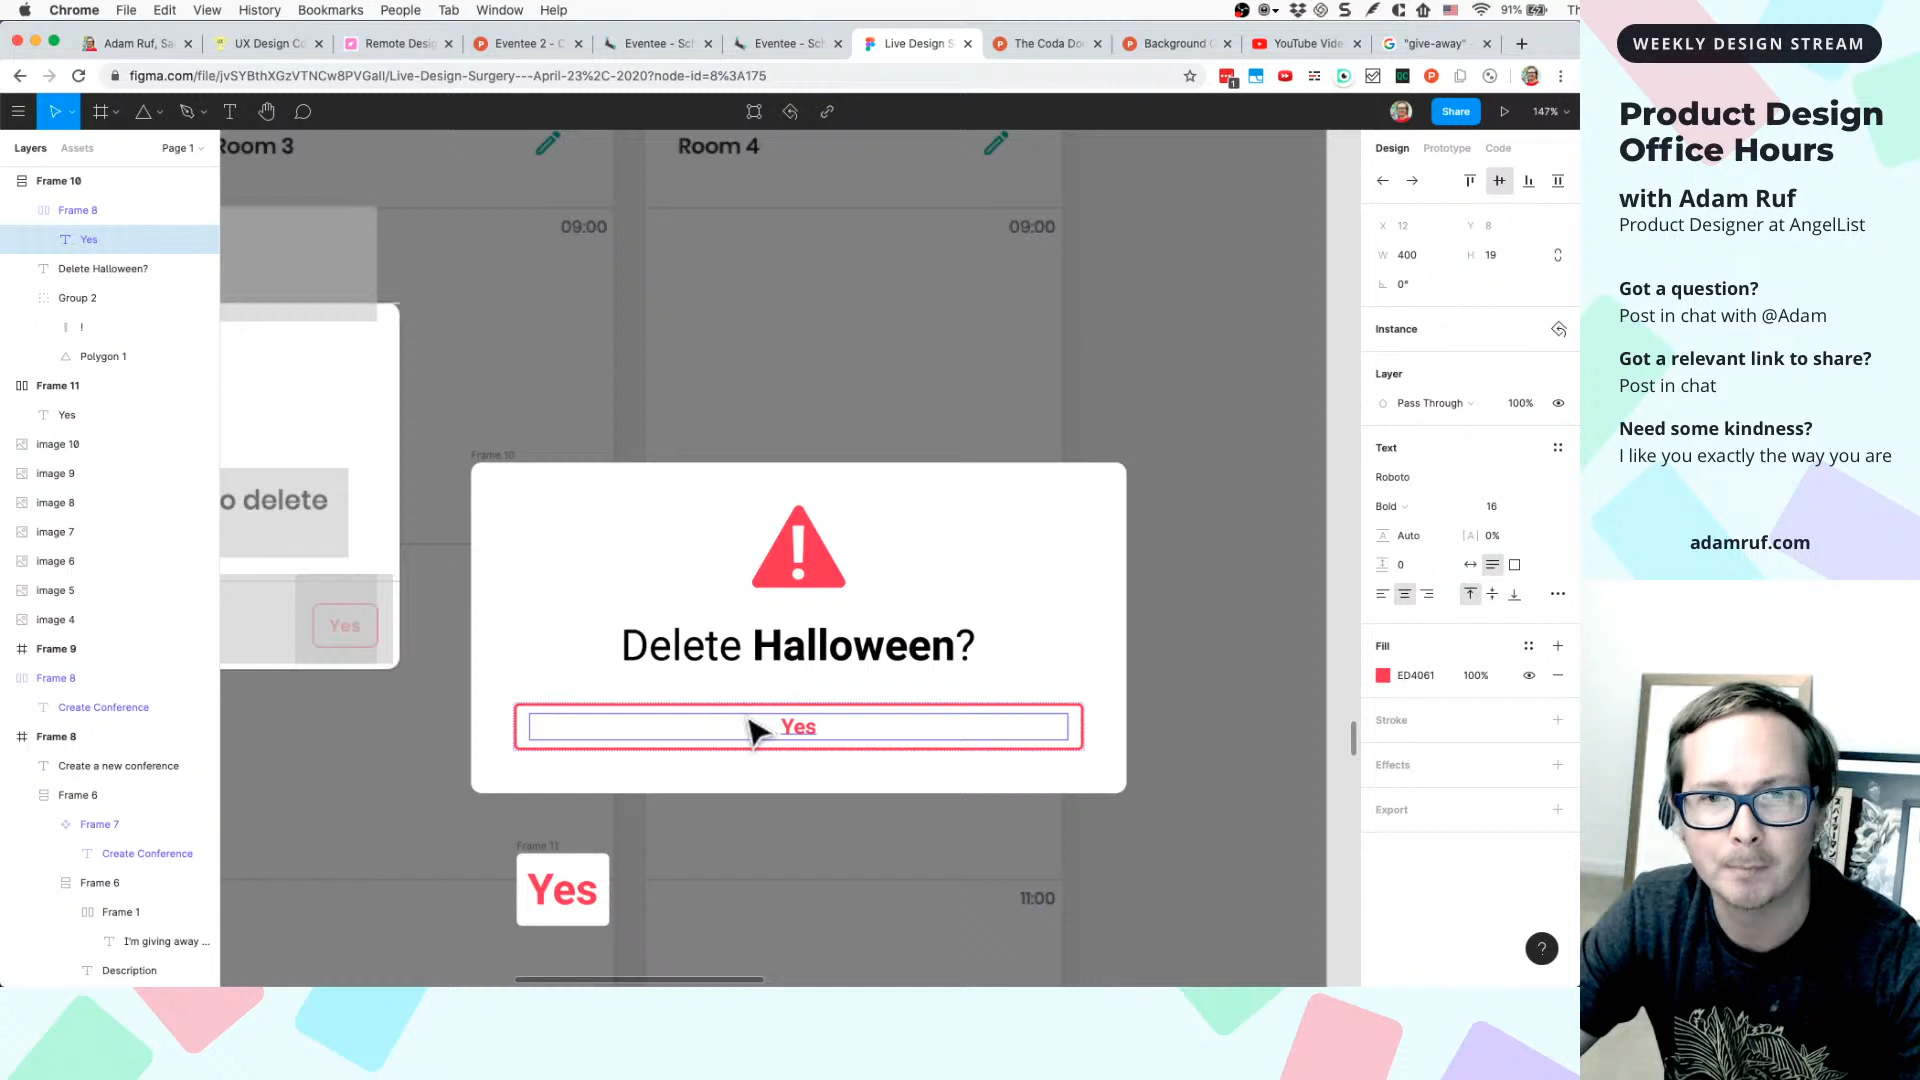 Chrome File Edit View History Bookmarks People Tab Window Help
91% Th
Adam Ruf, Sa
UX Design Co
Remote Desig
Eventee 2 - C
Eventee – Sch
Eventee – Sch
Live Design S
The Coda Do
Background
YouTube Vide
"give-away"
figma.com/file/jvSYBthXGzVTNCw8PVGalI/Live-Design-Surgery---April-23%2C-2020?node-id=8%3A175
Share
147%
Layers Assets Page 1
Frame 10
Frame 8
Yes
Delete Halloween?
Group 2
!
Polygon 1
Frame 11
Yes
image 10
image 9
image 8
image 7
image 6
image 5
image 4
Frame 9
Frame 8
Create Conference
Frame 8
Create a new conference
Frame 6
Frame 7
Create Conference
Frame 6
Frame 1
I'm giving away ...
Description
Room 3
Room 4
09:00
09:00
o delete
Yes
Frame 10
!
Delete Halloween?
Yes
Frame 11
Yes
11:00
Design Prototype Code
X 12 Y 8
W 400 H 19
0°
Instance
Layer
Pass Through 100%
Text
Roboto
Bold 16
A Auto |A| 0%
0
Fill
ED4061 100%
Stroke
Effects
Export
?
WEEKLY DESIGN STREAM
Product Design
Office Hours
with Adam Ruf
Product Designer at AngelList
Got a question?
Post in chat with @Adam
Got a relevant link to share?
Post in chat
Need some kindness?
I like you exactly the way you are
adamruf.com